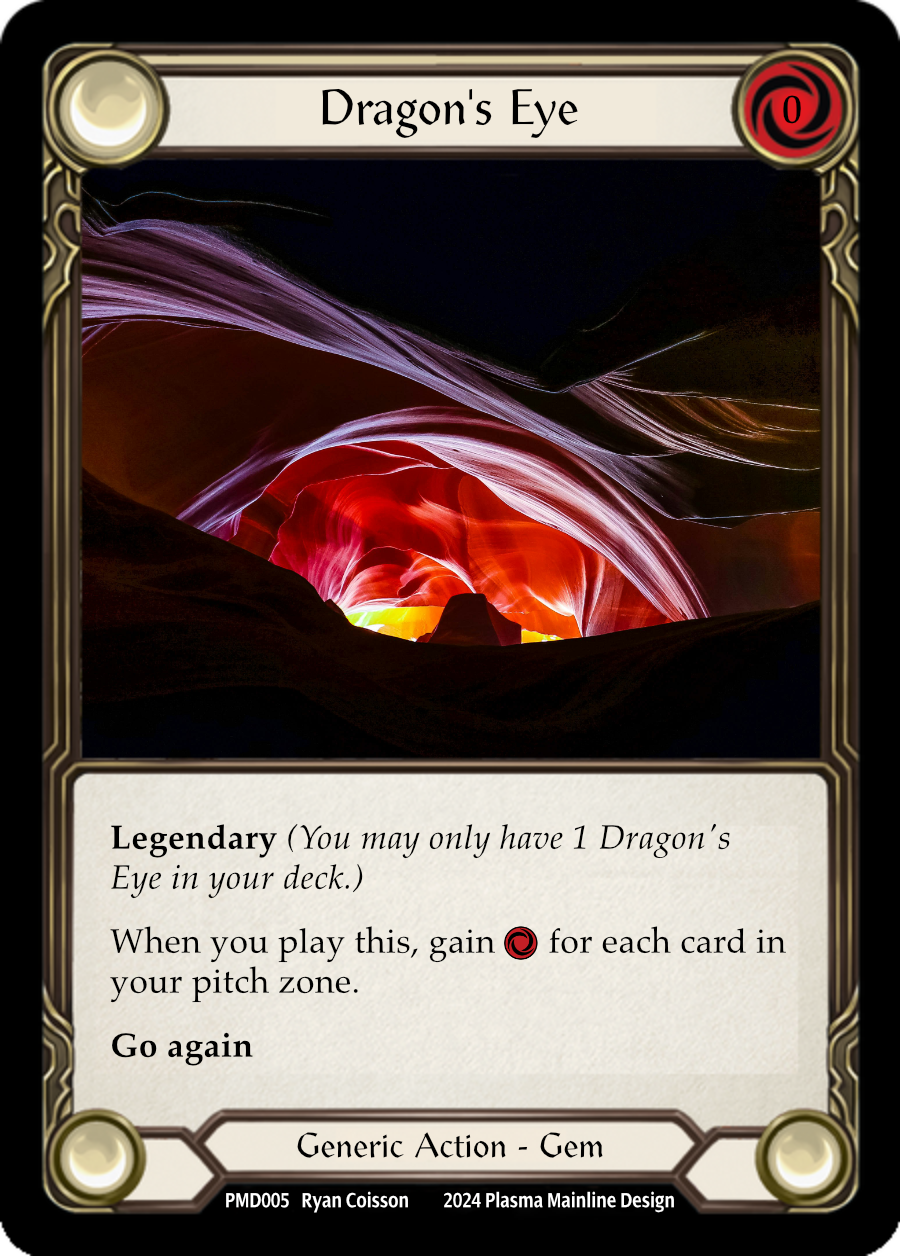 Dragon's Eye
0
Legendary (You may only have 1 Dragon's
Eye in your deck.)
When you play this, gain for each card in
your pitch zone.
Go again
Generic Action - Gem
PMD005 Ryan Coisson 2024 Plasma Mainline Design